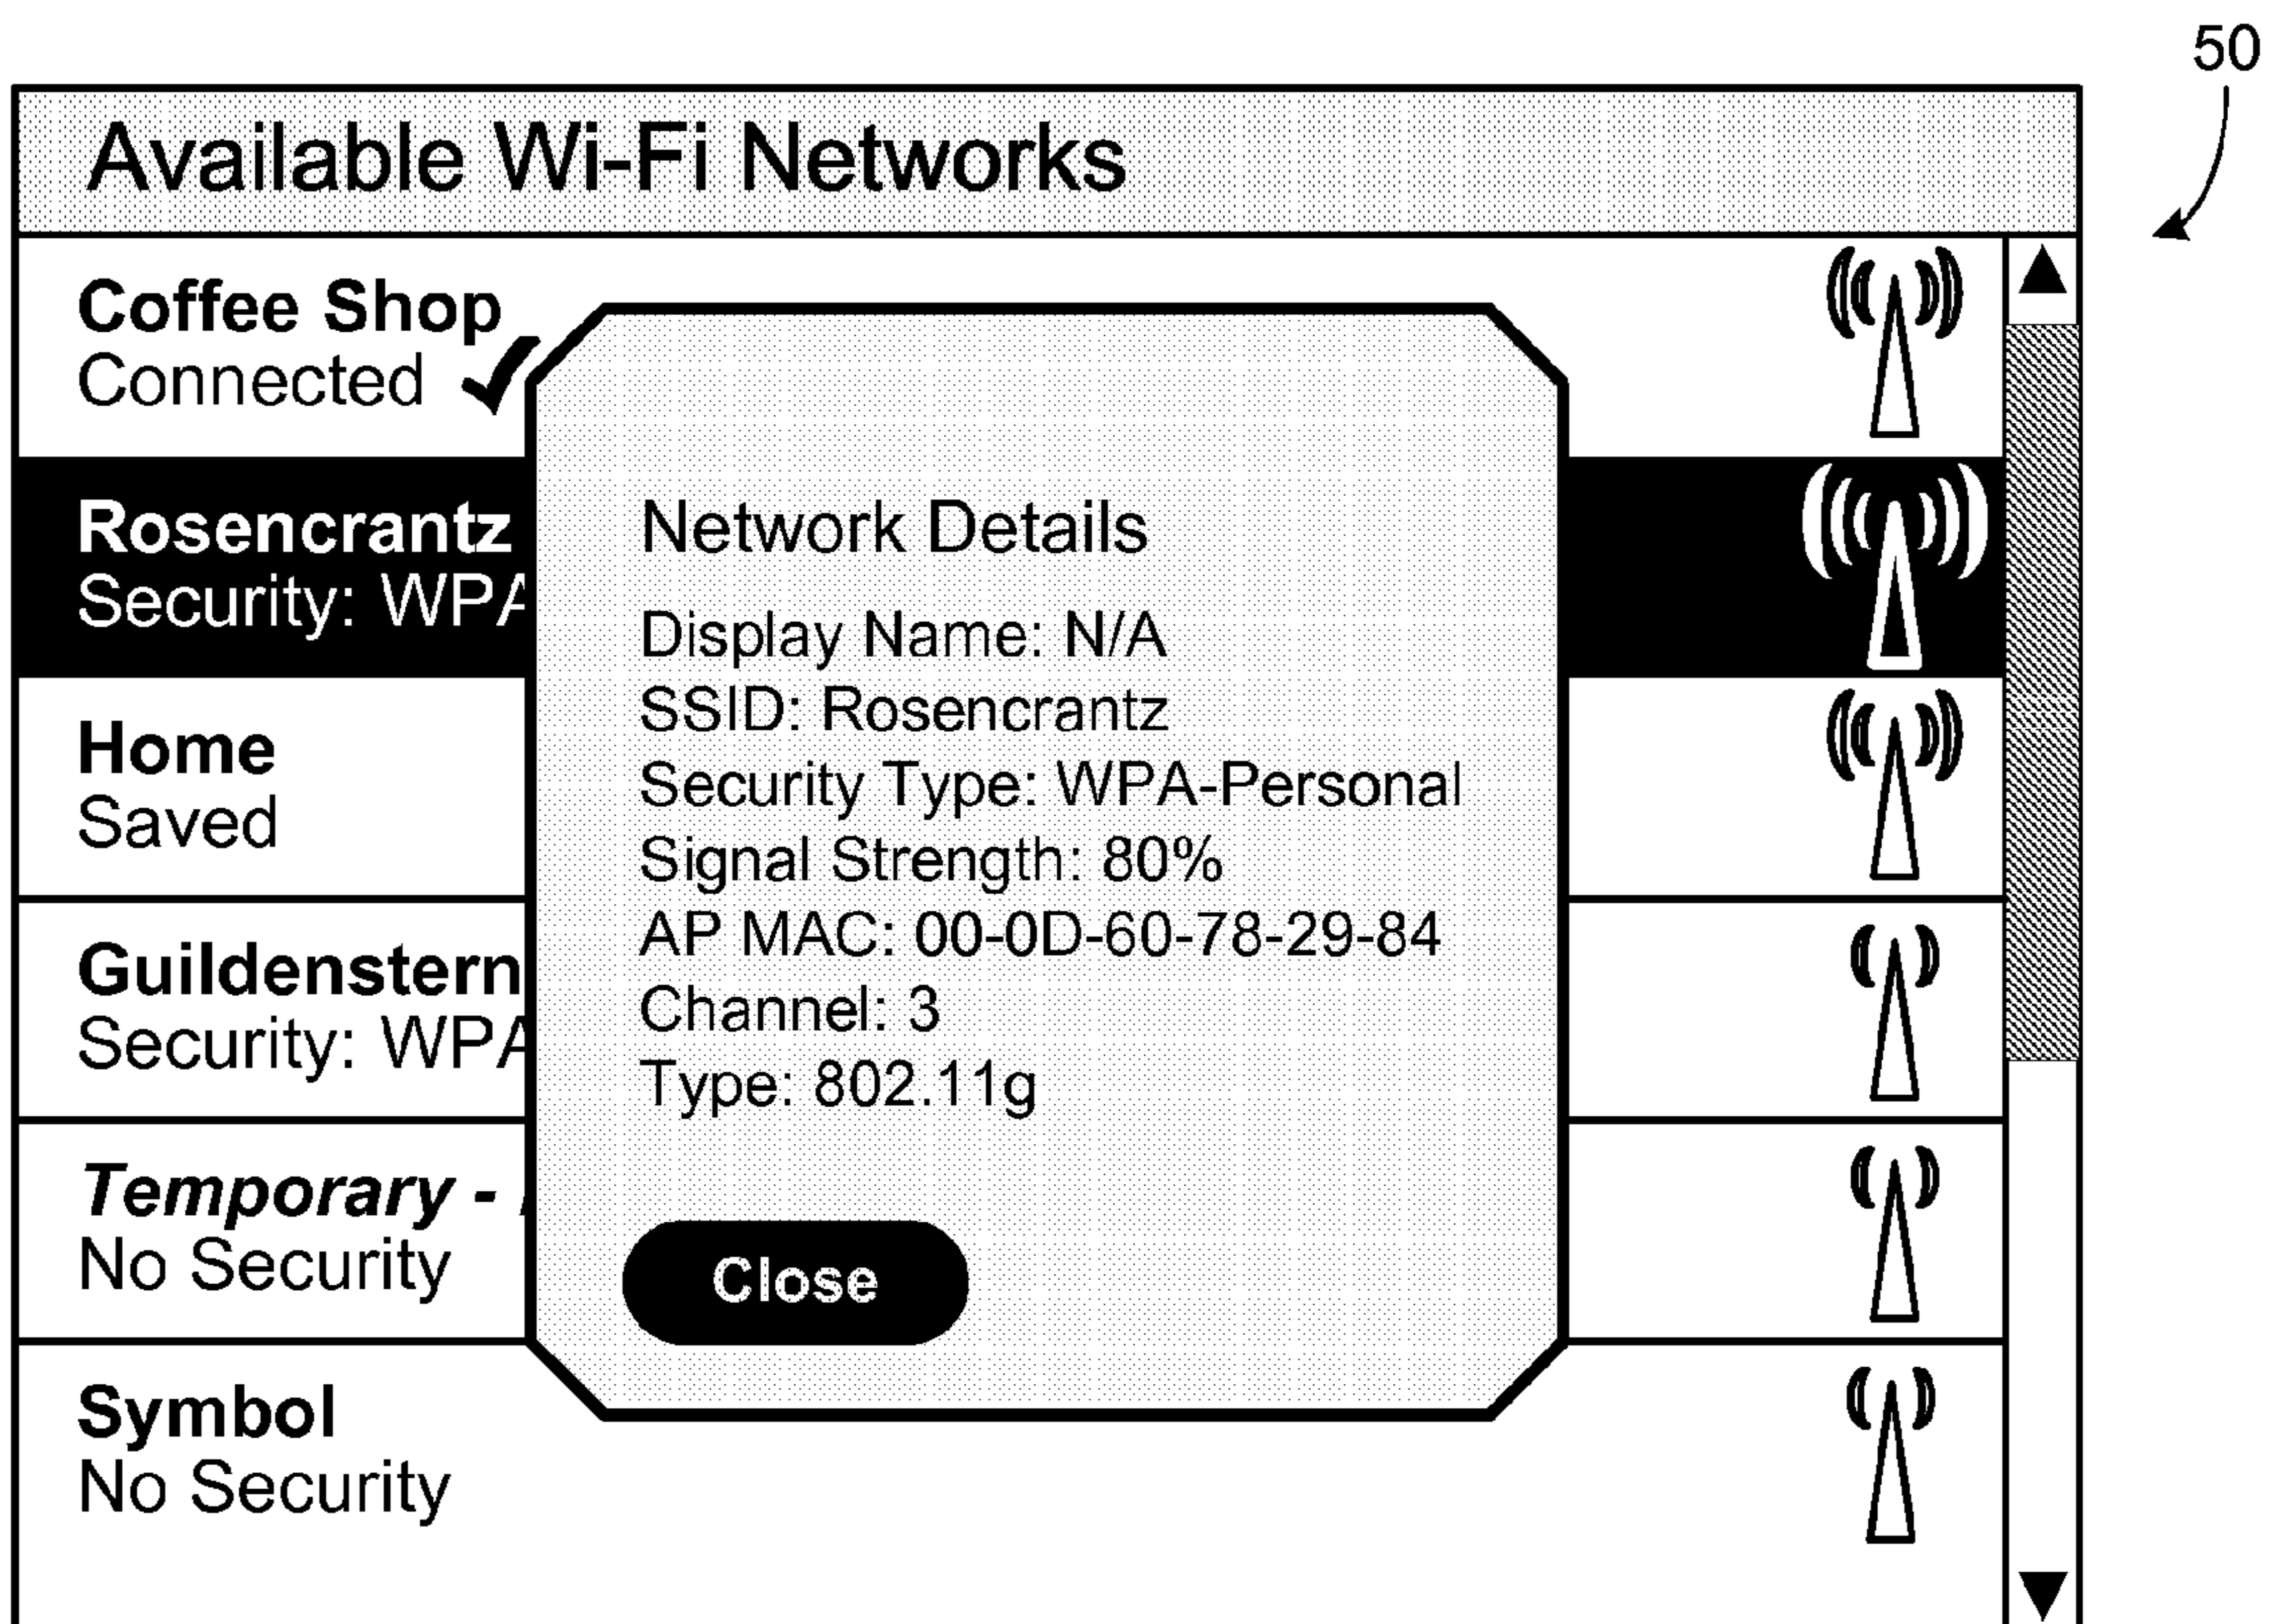 50
Available Wi-Fi Networks
Coffee Shop
Connected
Rosencrantz
Security: WPA
Home
Saved
Guildenstern
Security: WPA
Temporary -
No Security
Symbol
No Security
Network Details
Display Name: N/A
SSID: Rosencrantz
Security Type: WPA-Personal
Signal Strength: 80%
AP MAC: 00-0D-60-78-29-84
Channel: 3
Type: 802.11g
Close